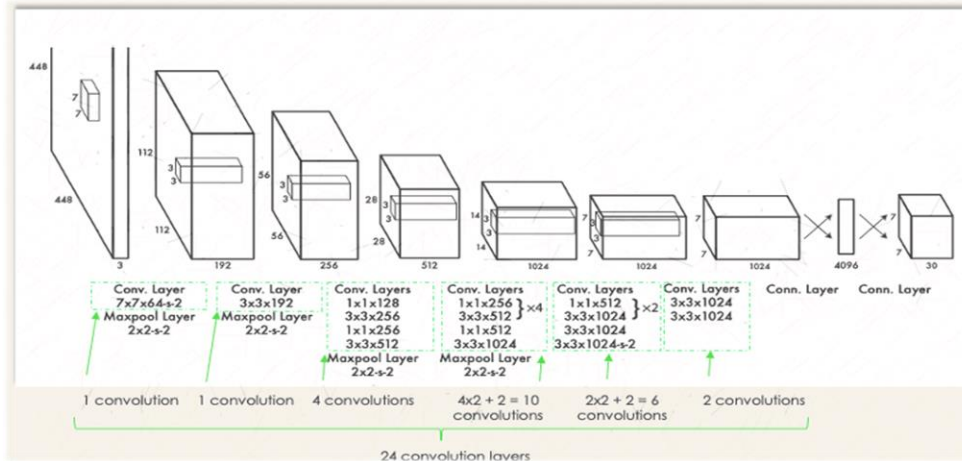 448
7
7
448
3
112
3
3
112
192
56
3
3
56
256
28
3
3
28
512
14
3
3
14
1024
7
3
3
7
1024
7
7
1024
4096
7
7
30
Conv. Layer
7x7x64-s-2
Maxpool Layer
2x2-s-2
Conv. Layer
3x3x192
Maxpool Layer
2x2-s-2
Conv. Layers
1x1x128
3x3x256
1x1x256
3x3x512
Maxpool Layer
2x2-s-2
Conv. Layers
1x1x256
3x3x512
}×4
1x1x512
3x3x1024
Maxpool Layer
2x2-s-2
Conv. Layers
1x1x512
3x3x1024
}×2
3x3x1024
3x3x1024-s-2
Conv. Layers
3x3x1024
3x3x1024
Conn. Layer
Conn. Layer
1 convolution
1 convolution
4 convolutions
4x2 + 2 = 10
convolutions
2x2 + 2 = 6
convolutions
2 convolutions
24 convolution layers